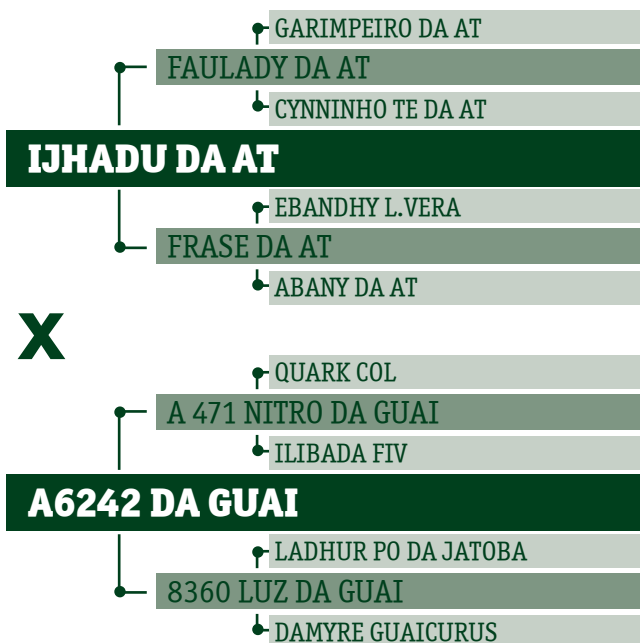 GARIMPEIRO DA AT
FAULADY DA AT
CYNNINHO TE DA AT
IJHADU DA AT
EBANDHY L.VERA
FRASE DA AT
ABANY DA AT
X
QUARK COL
A 471 NITRO DA GUAI
ILIBADA FIV
A6242 DA GUAI
LADHUR PO DA JATOBA
8360 LUZ DA GUAI
DAMYRE GUAICURUS